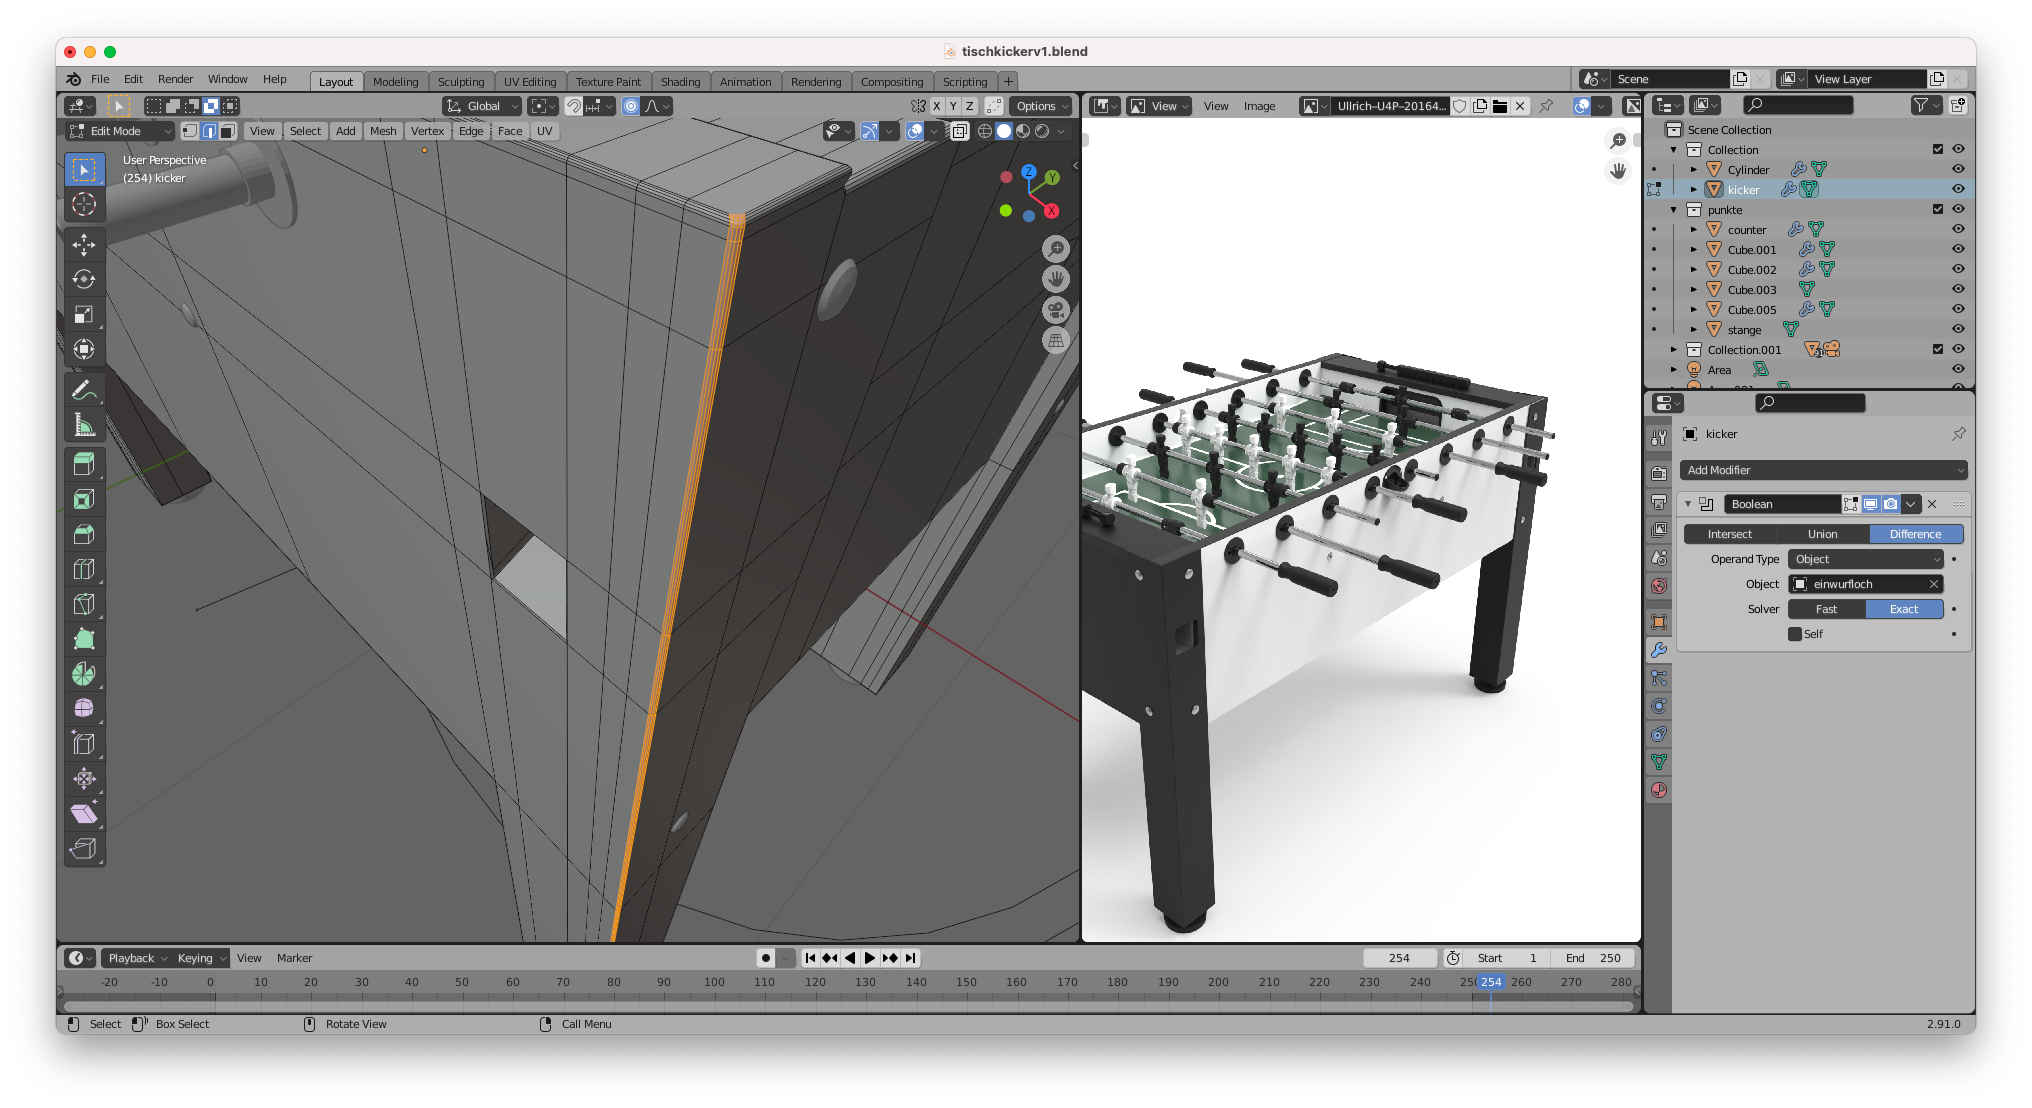 tischkickerv1.blend
File Edit Render Window Help
Layout Modeling Sculpting UV Editing Texture Paint Shading Animation Rendering Compositing Scripting +
Scene
View Layer
Global
X Y Z
Options
View
View Image
Ullrich-U4P-20164...
Edit Mode
View Select Add Mesh Vertex Edge Face UV
User Perspective
(254) kicker
Z
Y
X
Scene Collection
Collection
Cylinder
kicker
punkte
counter
Cube.001
Cube.002
Cube.003
Cube.005
stange
Collection.001
Area
kicker
Add Modifier
Boolean
Intersect Union Difference
Operand Type Object
Object einwurfloch
Solver Fast Exact
Self
Playback Keying View Marker
254 Start 1 End 250
-20 -10 0 10 20 30 40 50 60 70 80 90 100 110 120 130 140 150 160 170 180 190 200 210 220 230 240 250 254 260 270 280
Select Box Select Rotate View Call Menu
2.91.0